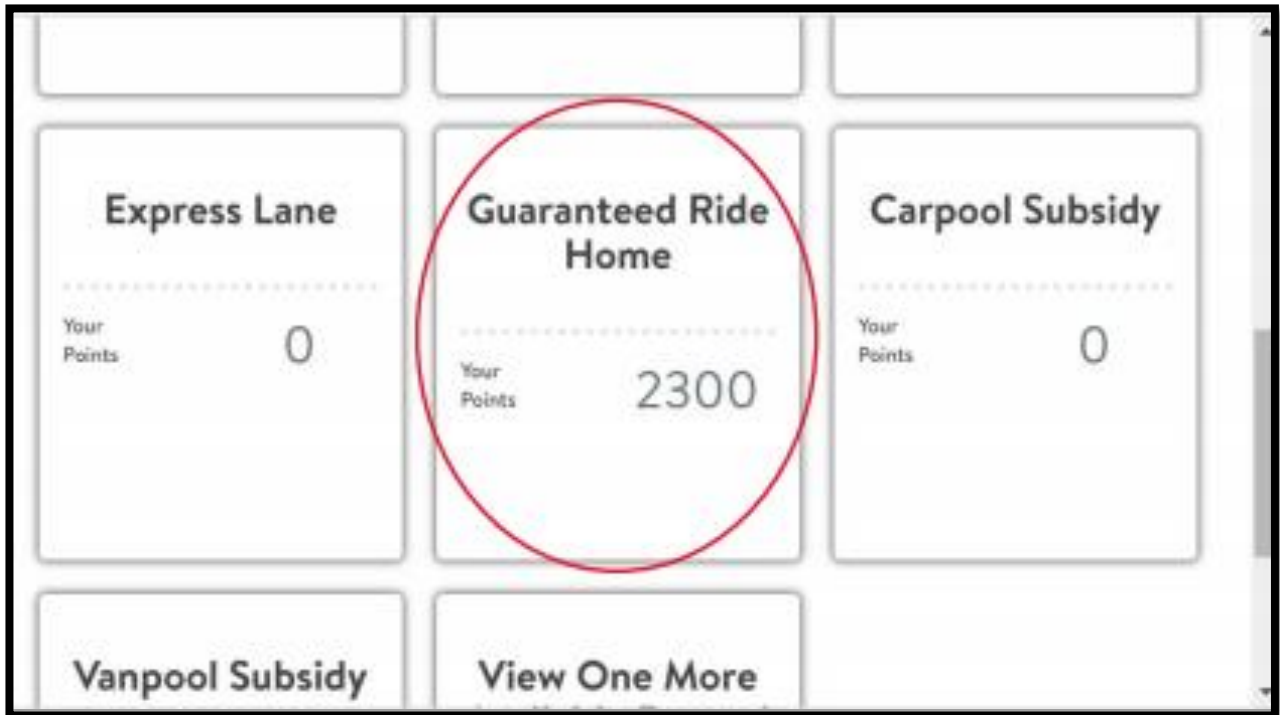 Express Lane
Guaranteed Ride
Home
Carpool Subsidy
Your
Points
0
Your
Points
2300
Your
Points
0
Vanpool Subsidy
View One More